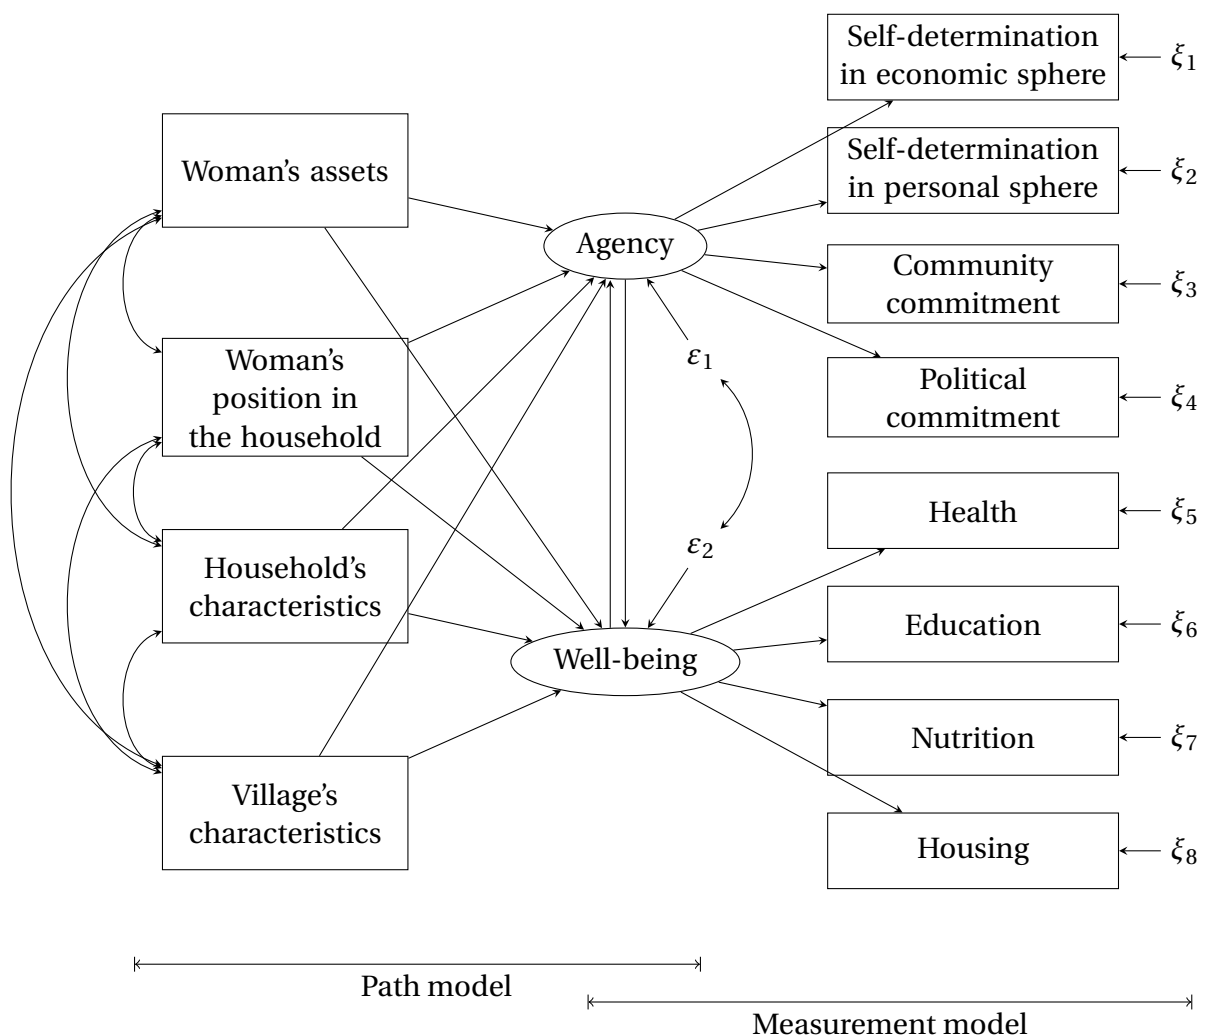 Woman's assets
Woman's
position in
the household
Household's
characteristics
Village's
characteristics
Agency
ε1
ε2
Well-being
Self-determination
in economic sphere
ξ1
Self-determination
in personal sphere
ξ2
Community
commitment
ξ3
Political
commitment
ξ4
Health
ξ5
Education
ξ6
Nutrition
ξ7
Housing
ξ8
Path model
Measurement model